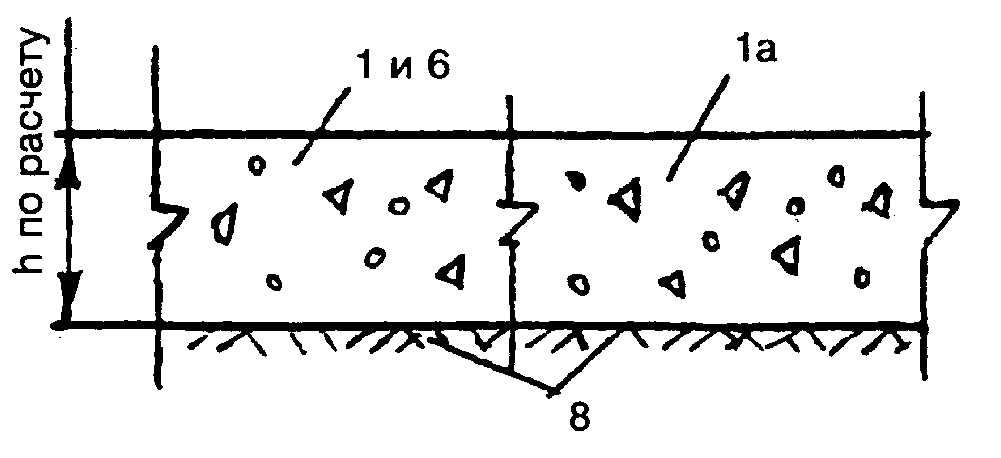 h по расчету
1 и 6
1а
8